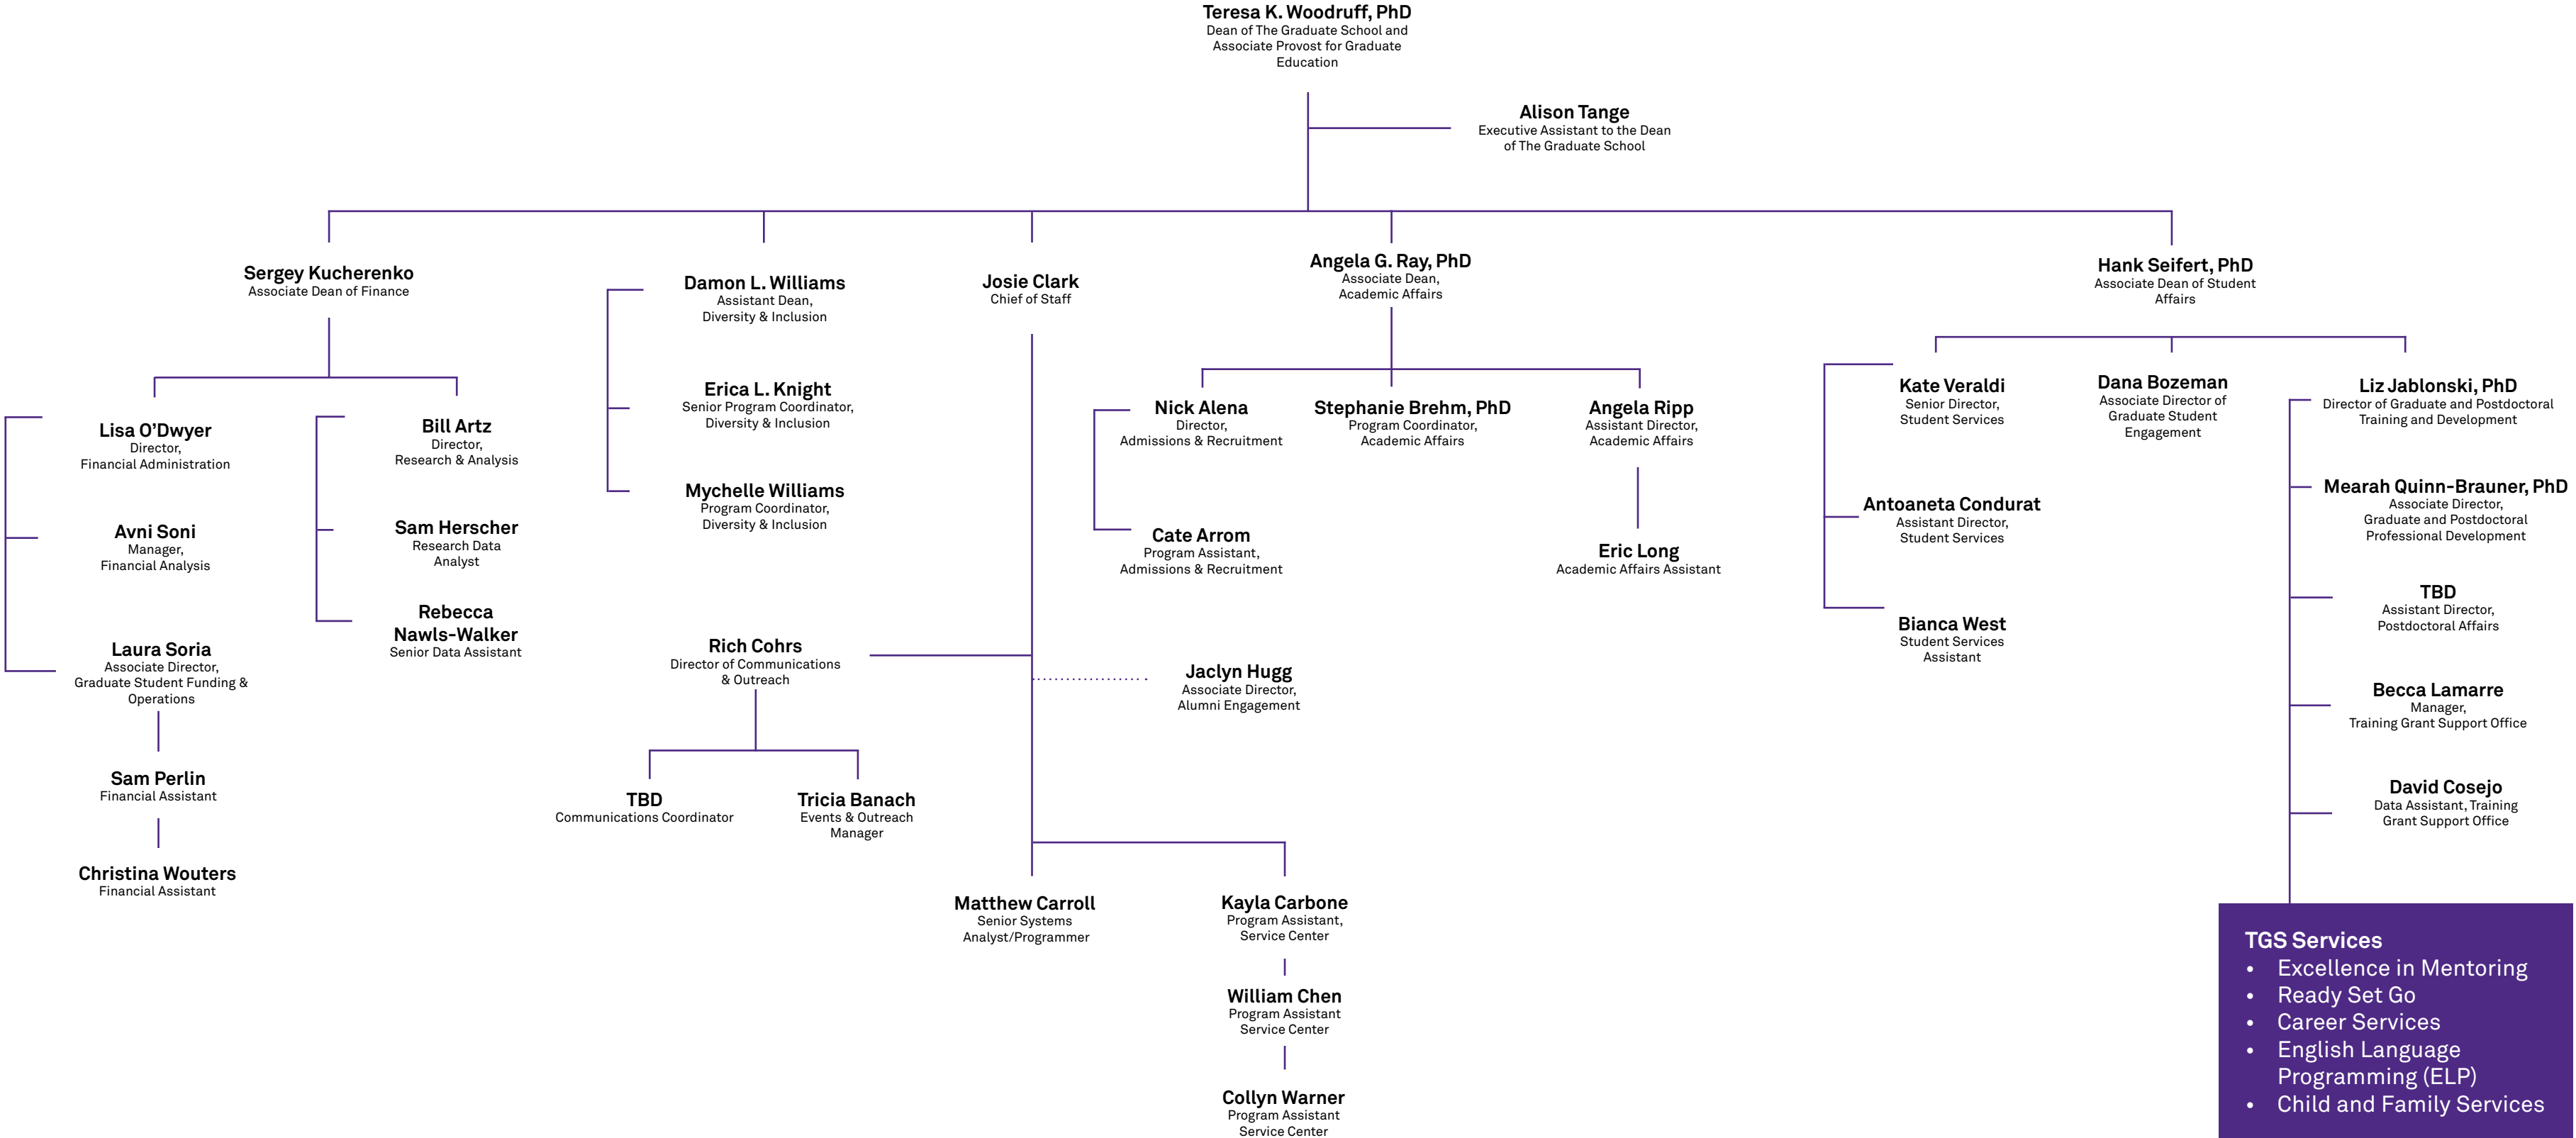 Teresa K. Woodruff, PhD
Dean of The Graduate School and
Associate Provost for Graduate
Education
Alison Tange
Executive Assistant to the Dean
of The Graduate School
Sergey Kucherenko
Associate Dean of Finance
Lisa O’Dwyer
Director,
Financial Administration
Avni Soni
Manager,
Financial Analysis
Laura Soria
Associate Director,
Graduate Student Funding &
Operations
Sam Perlin
Financial Assistant
Christina Wouters
Financial Assistant
Bill Artz
Director,
Research & Analysis
Sam Herscher
Research Data
Analyst
Rebecca
Nawls-Walker
Senior Data Assistant
Damon L. Williams
Assistant Dean,
Diversity & Inclusion
Erica L. Knight
Senior Program Coordinator,
Diversity & Inclusion
Mychelle Williams
Program Coordinator,
Diversity & Inclusion
Josie Clark
Chief of Staff
Rich Cohrs
Director of Communications
& Outreach
TBD
Communications Coordinator
Tricia Banach
Events & Outreach
Manager
Jaclyn Hugg
Associate Director,
Alumni Engagement
Matthew Carroll
Senior Systems
Analyst/Programmer
Kayla Carbone
Program Assistant,
Service Center
William Chen
Program Assistant
Service Center
Collyn Warner
Program Assistant
Service Center
Angela G. Ray, PhD
Associate Dean,
Academic Affairs
Nick Alena
Director,
Admissions & Recruitment
Cate Arrom
Program Assistant,
Admissions & Recruitment
Stephanie Brehm, PhD
Program Coordinator,
Academic Affairs
Angela Ripp
Assistant Director,
Academic Affairs
Eric Long
Academic Affairs Assistant
Hank Seifert, PhD
Associate Dean of Student
Affairs
Kate Veraldi
Senior Director,
Student Services
Antoaneta Condurat
Assistant Director,
Student Services
Bianca West
Student Services
Assistant
Dana Bozeman
Associate Director of
Graduate Student
Engagement
Liz Jablonski, PhD
Director of Graduate and Postdoctoral
Training and Development
Mearah Quinn-Brauner, PhD
Associate Director,
Graduate and Postdoctoral
Professional Development
TBD
Assistant Director,
Postdoctoral Affairs
Becca Lamarre
Manager,
Training Grant Support Office
David Cosejo
Data Assistant, Training
Grant Support Office
TGS Services
• Excellence in Mentoring
• Ready Set Go
• Career Services
• English Language
Programming (ELP)
• Child and Family Services